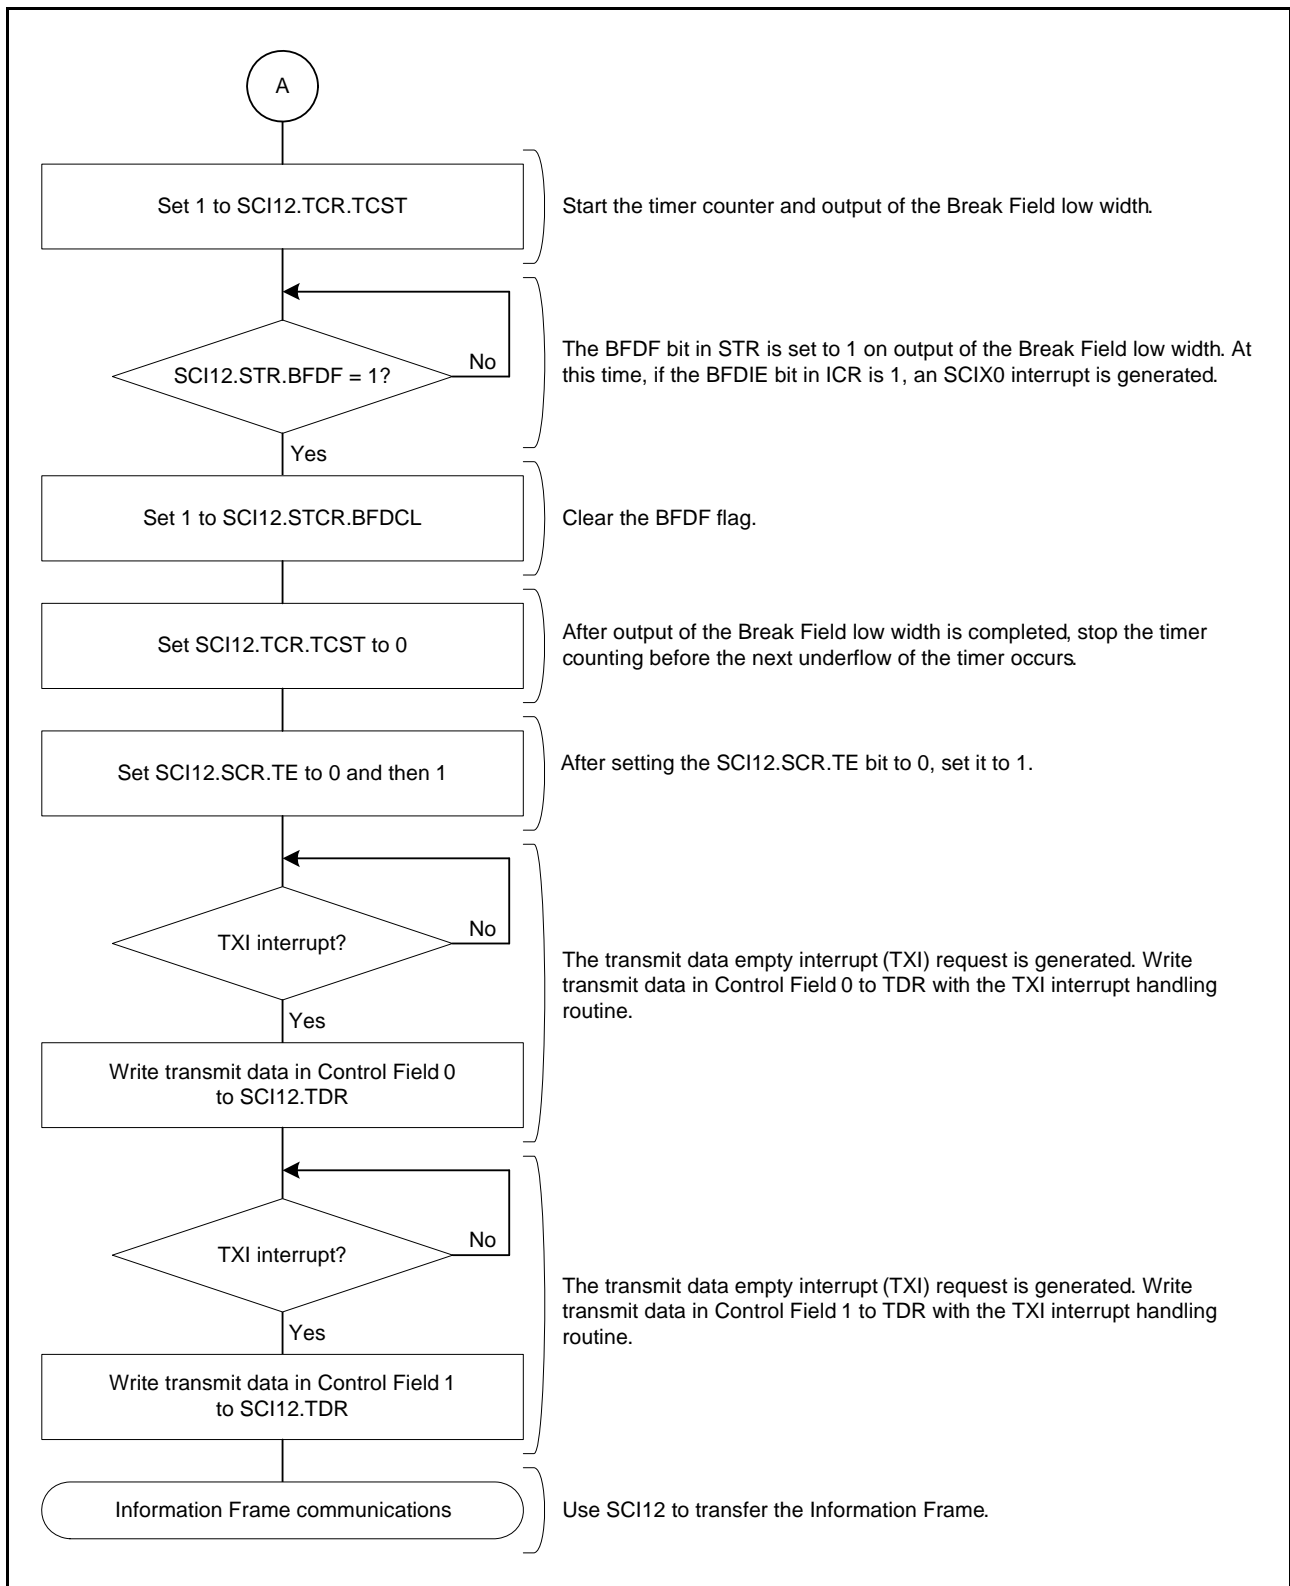 A
Set 1 to SCI12.TCR.TCST
Start the timer counter and output of the Break Field low width.
SCI12.STR.BFDF = 1?
No
The BFDF bit in STR is set to 1 on output of the Break Field low width. At
this time, if the BFDIE bit in ICR is 1, an SCIX0 interrupt is generated.
Yes
Set 1 to SCI12.STCR.BFDCL
Clear the BFDF flag.
Set SCI12.TCR.TCST to 0
After output of the Break Field low width is completed, stop the timer
counting before the next underflow of the timer occurs.
Set SCI12.SCR.TE to 0 and then 1
After setting the SCI12.SCR.TE bit to 0, set it to 1.
TXI interrupt?
No
Yes
The transmit data empty interrupt (TXI) request is generated. Write
transmit data in Control Field 0 to TDR with the TXI interrupt handling
routine.
Write transmit data in Control Field 0
to SCI12.TDR
TXI interrupt?
No
Yes
The transmit data empty interrupt (TXI) request is generated. Write
transmit data in Control Field 1 to TDR with the TXI interrupt handling
routine.
Write transmit data in Control Field 1
to SCI12.TDR
Information Frame communications
Use SCI12 to transfer the Information Frame.